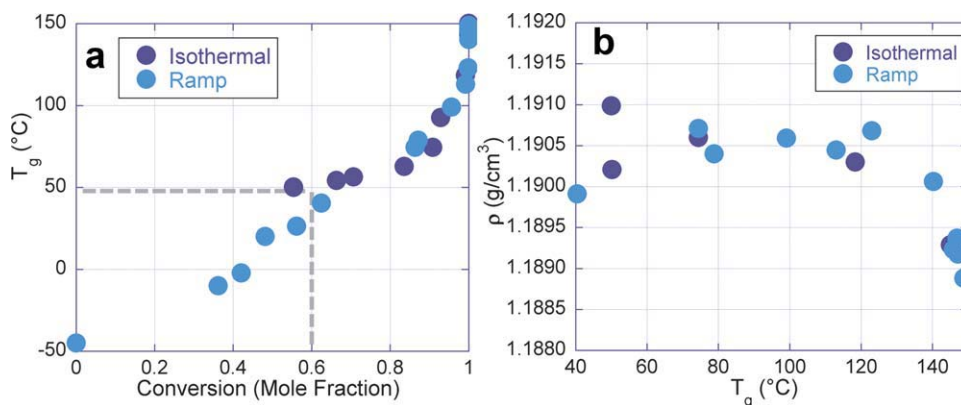 a
Isothermal
Ramp
150
100
50
0
-50
T_g (°C)
0
0.2
0.4
0.6
0.8
1
Conversion (Mole Fraction)
b
Isothermal
Ramp
1.1920
1.1915
1.1910
1.1905
1.1900
1.1895
1.1890
1.1885
1.1880
ρ (g/cm³)
40
60
80
100
120
140
T_g (°C)